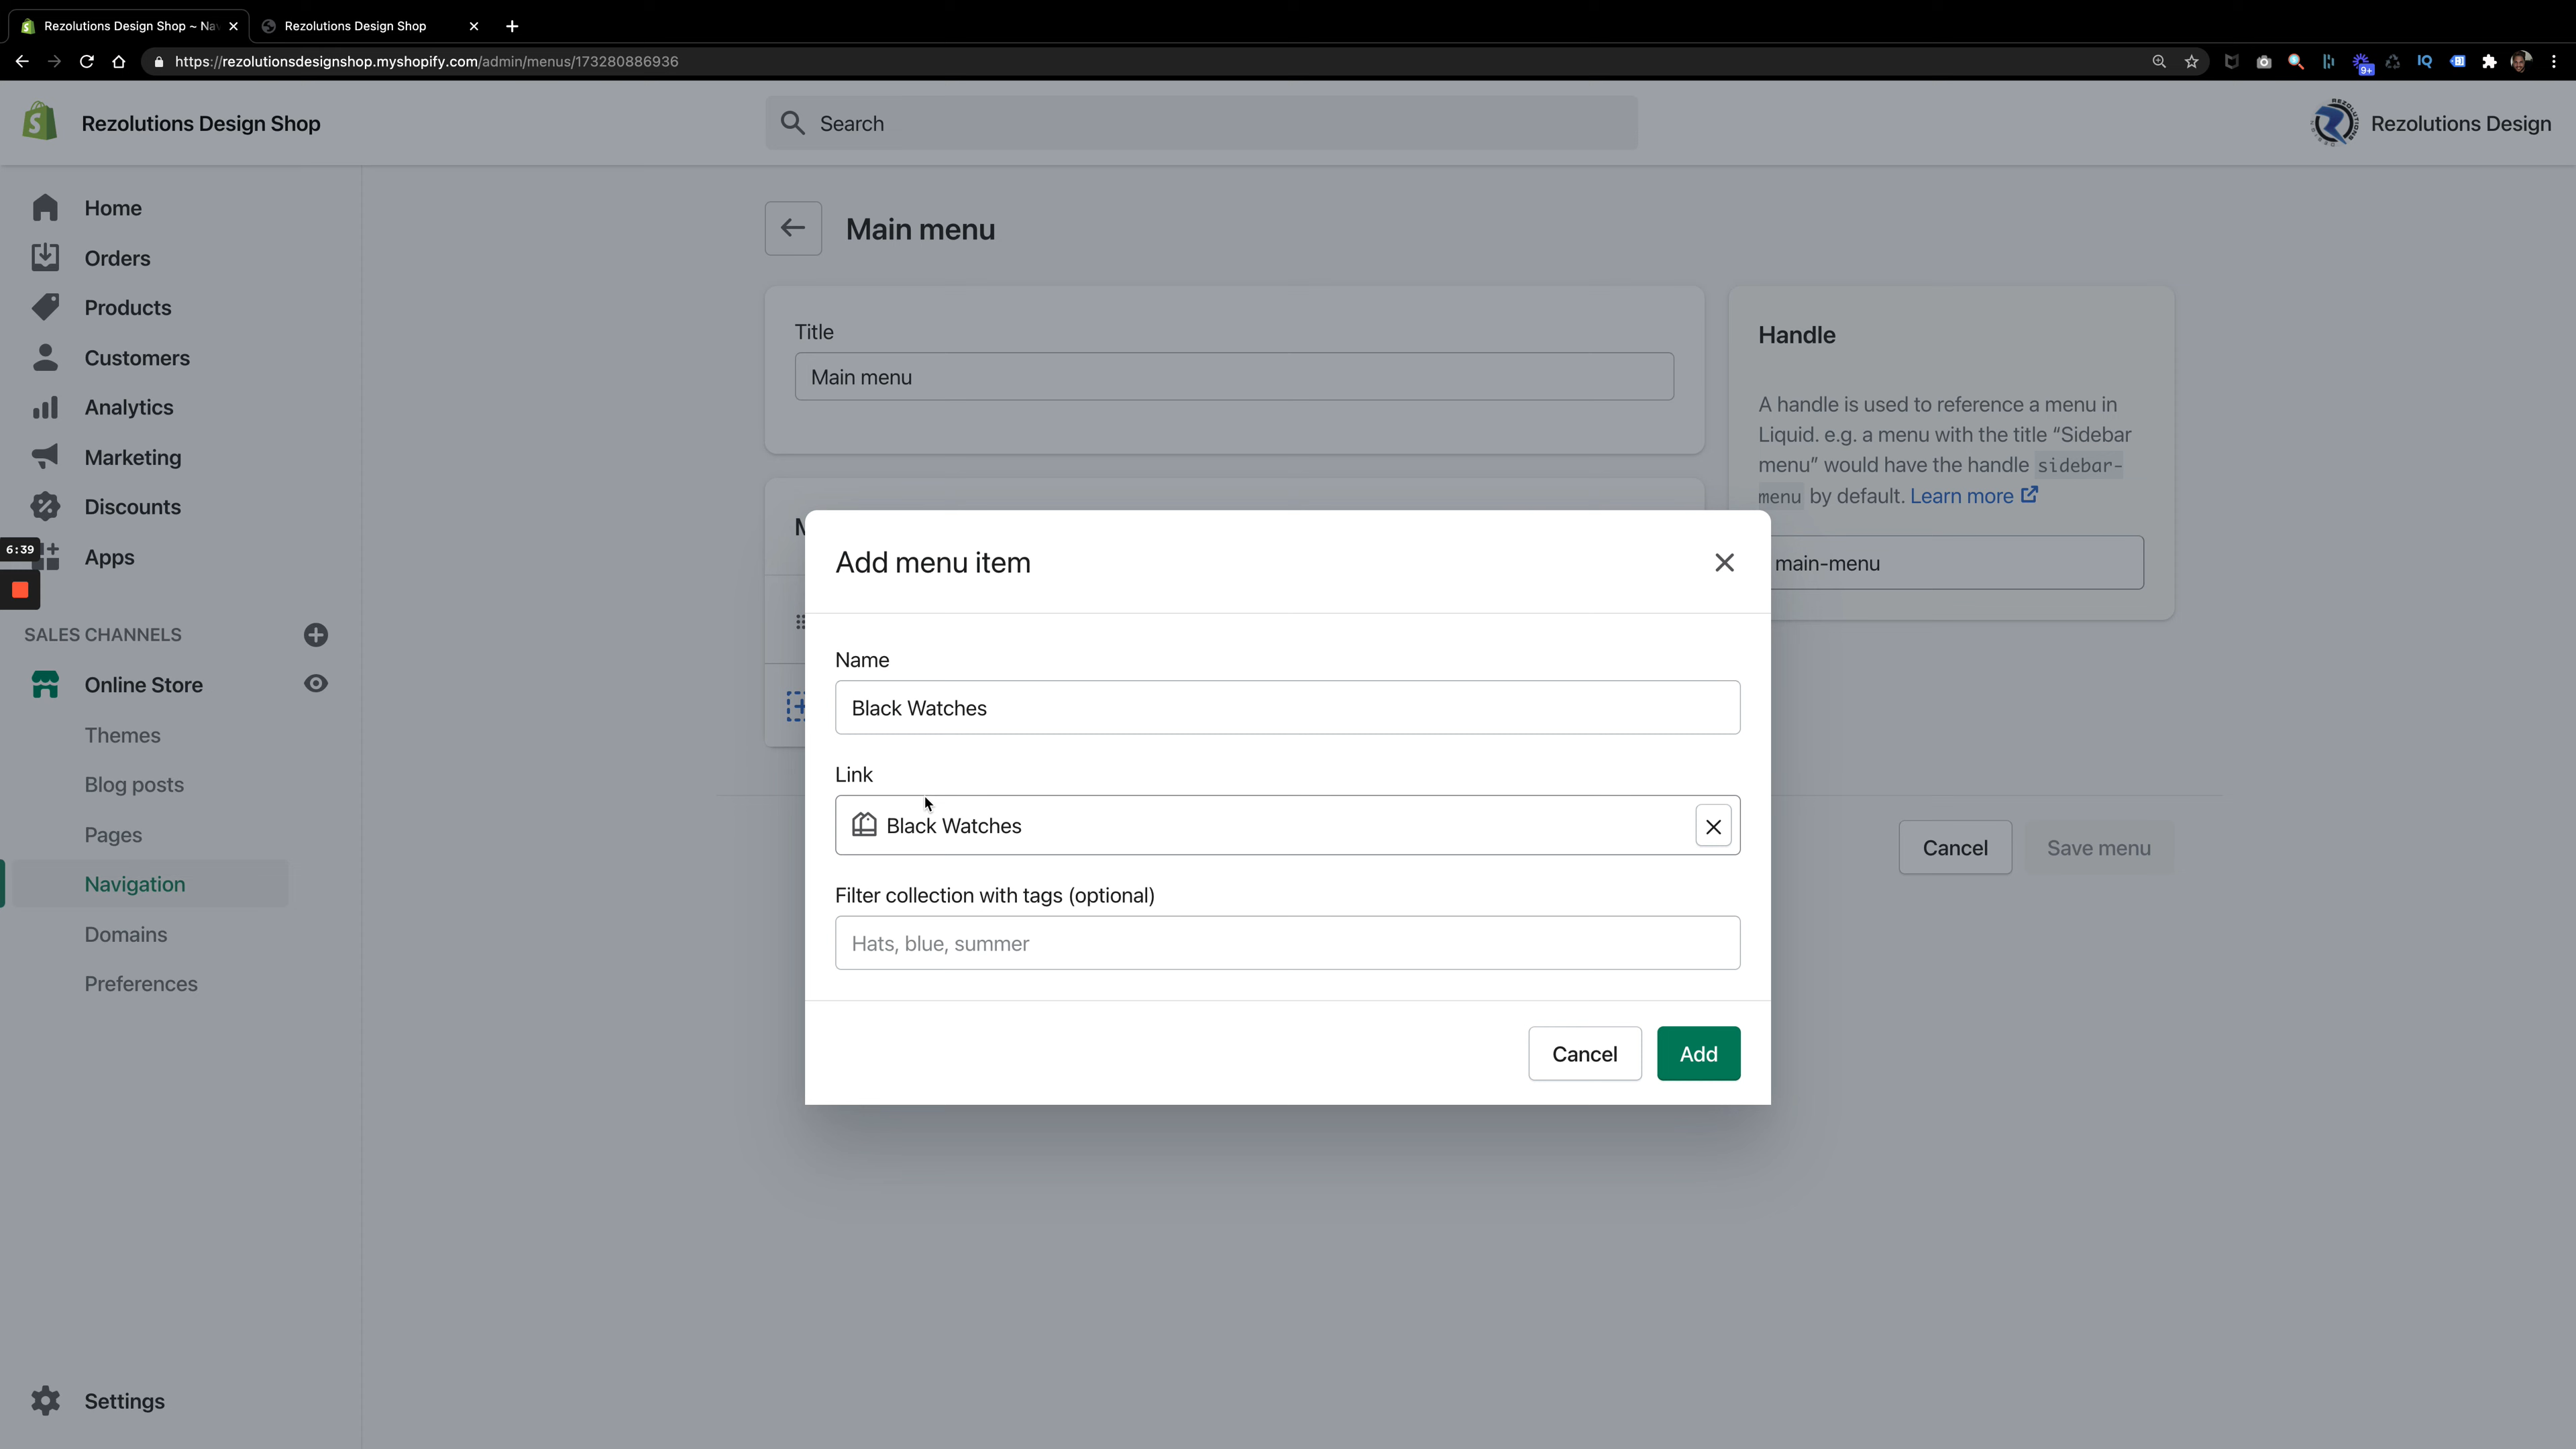 Rezolutions Design Shop ~ Na
Rezolutions Design Shop
https://rezolutionsdesignshop.myshopify.com/admin/menus/173280886936
9+
IQ
Rezolutions Design Shop
Search
Rezolutions Design
Home
Orders
Products
Customers
Analytics
Marketing
Discounts
Apps
6:39
SALES CHANNELS
Online Store
Themes
Blog posts
Pages
Navigation
Domains
Preferences
Settings
Main menu
Title
Main menu
Handle
A handle is used to reference a menu in
Liquid. e.g. a menu with the title “Sidebar
menu” would have the handle sidebar-
menu by default. Learn more
main-menu
Add menu item
Name
Black Watches
Link
Black Watches
Filter collection with tags (optional)
Hats, blue, summer
Cancel
Add
Cancel
Save menu